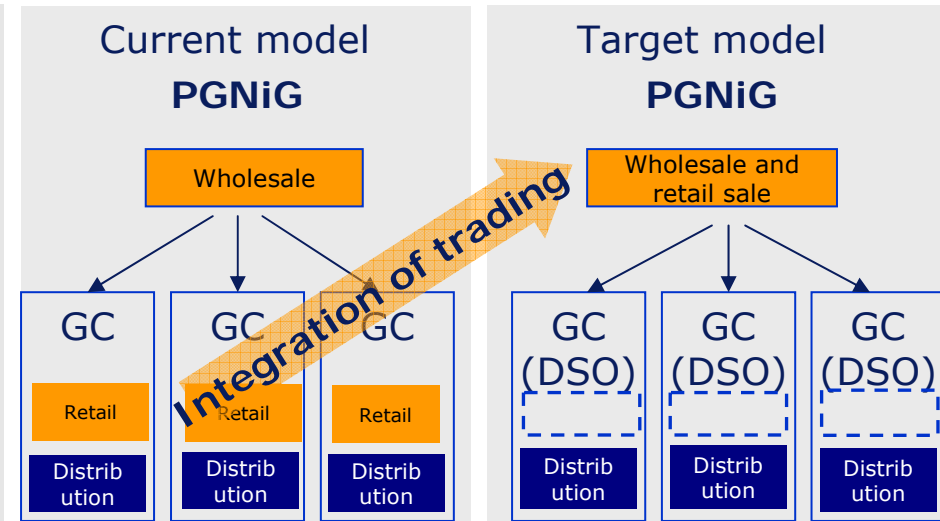 Current model
PGNiG
Wholesale
GC
GC
GC
Retail
Retail
Retail
Distrib
ution
Distrib
ution
Distrib
ution
Integration of trading
Target model
PGNiG
Wholesale and
retail sale
GC
(DSO)
GC
(DSO)
GC
(DSO)
Distrib
ution
Distrib
ution
Distrib
ution